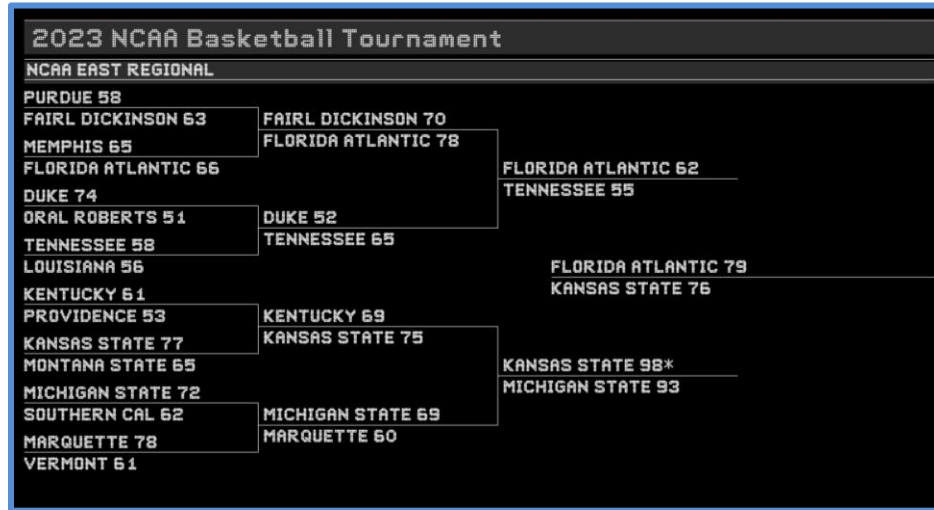 2023 NCAA Basketball Tournament
NCAA EAST REGIONAL
PURDUE 58
FAIRL DICKINSON 63
MEMPHIS 65
FLORIDA ATLANTIC 66
DUKE 74
ORAL ROBERTS 51
TENNESSEE 58
LOUISIANA 56
KENTUCKY 61
PROVIDENCE 53
KANSAS STATE 77
MONTANA STATE 65
MICHIGAN STATE 72
SOUTHERN CAL 62
MARQUETTE 78
VERMONT 61
FAIRL DICKINSON 70
FLORIDA ATLANTIC 78
DUKE 52
TENNESSEE 65
KENTUCKY 69
KANSAS STATE 75
MICHIGAN STATE 69
MARQUETTE 60
FLORIDA ATLANTIC 62
TENNESSEE 55
KANSAS STATE 98*
MICHIGAN STATE 93
FLORIDA ATLANTIC 79
KANSAS STATE 76